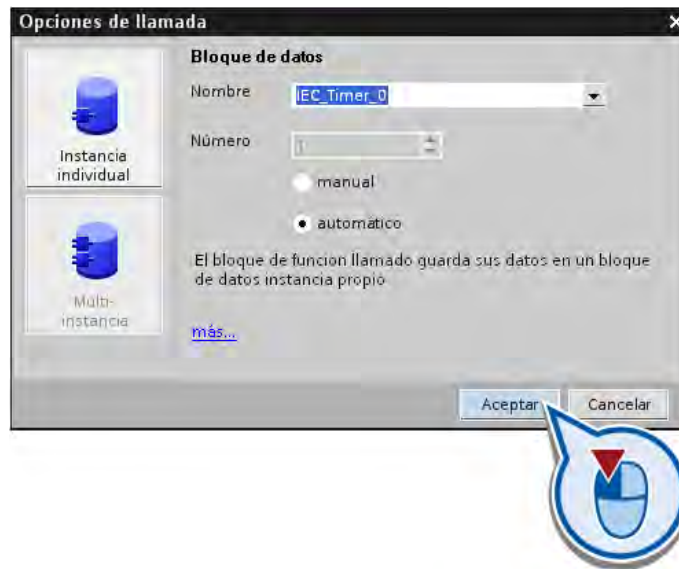 Opciones de llamada
Bloque de datos
Nombre IEC_Timer_0
Instancia individual
Número 1
manual
automático
Multi-instancia
El bloque de función llamado guarda sus datos en un bloque
de datos instancia propio
más...
Aceptar Cancelar